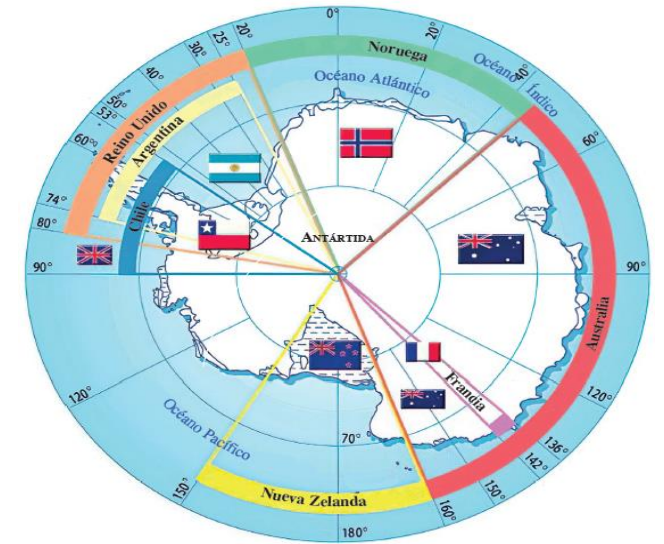 0°
20°
40°
60°
90°
120°
136°
142°
150°
160°
180°
150°
120°
90°
80°
74°
60°
53°
50°
40°
30°
25°
20°
70°
Noruega
Océano Atlántico
Océano Índico
Reino Unido
Argentina
Chile
ANTÁRTIDA
Australia
Francia
Océano Pacífico
Nueva Zelanda